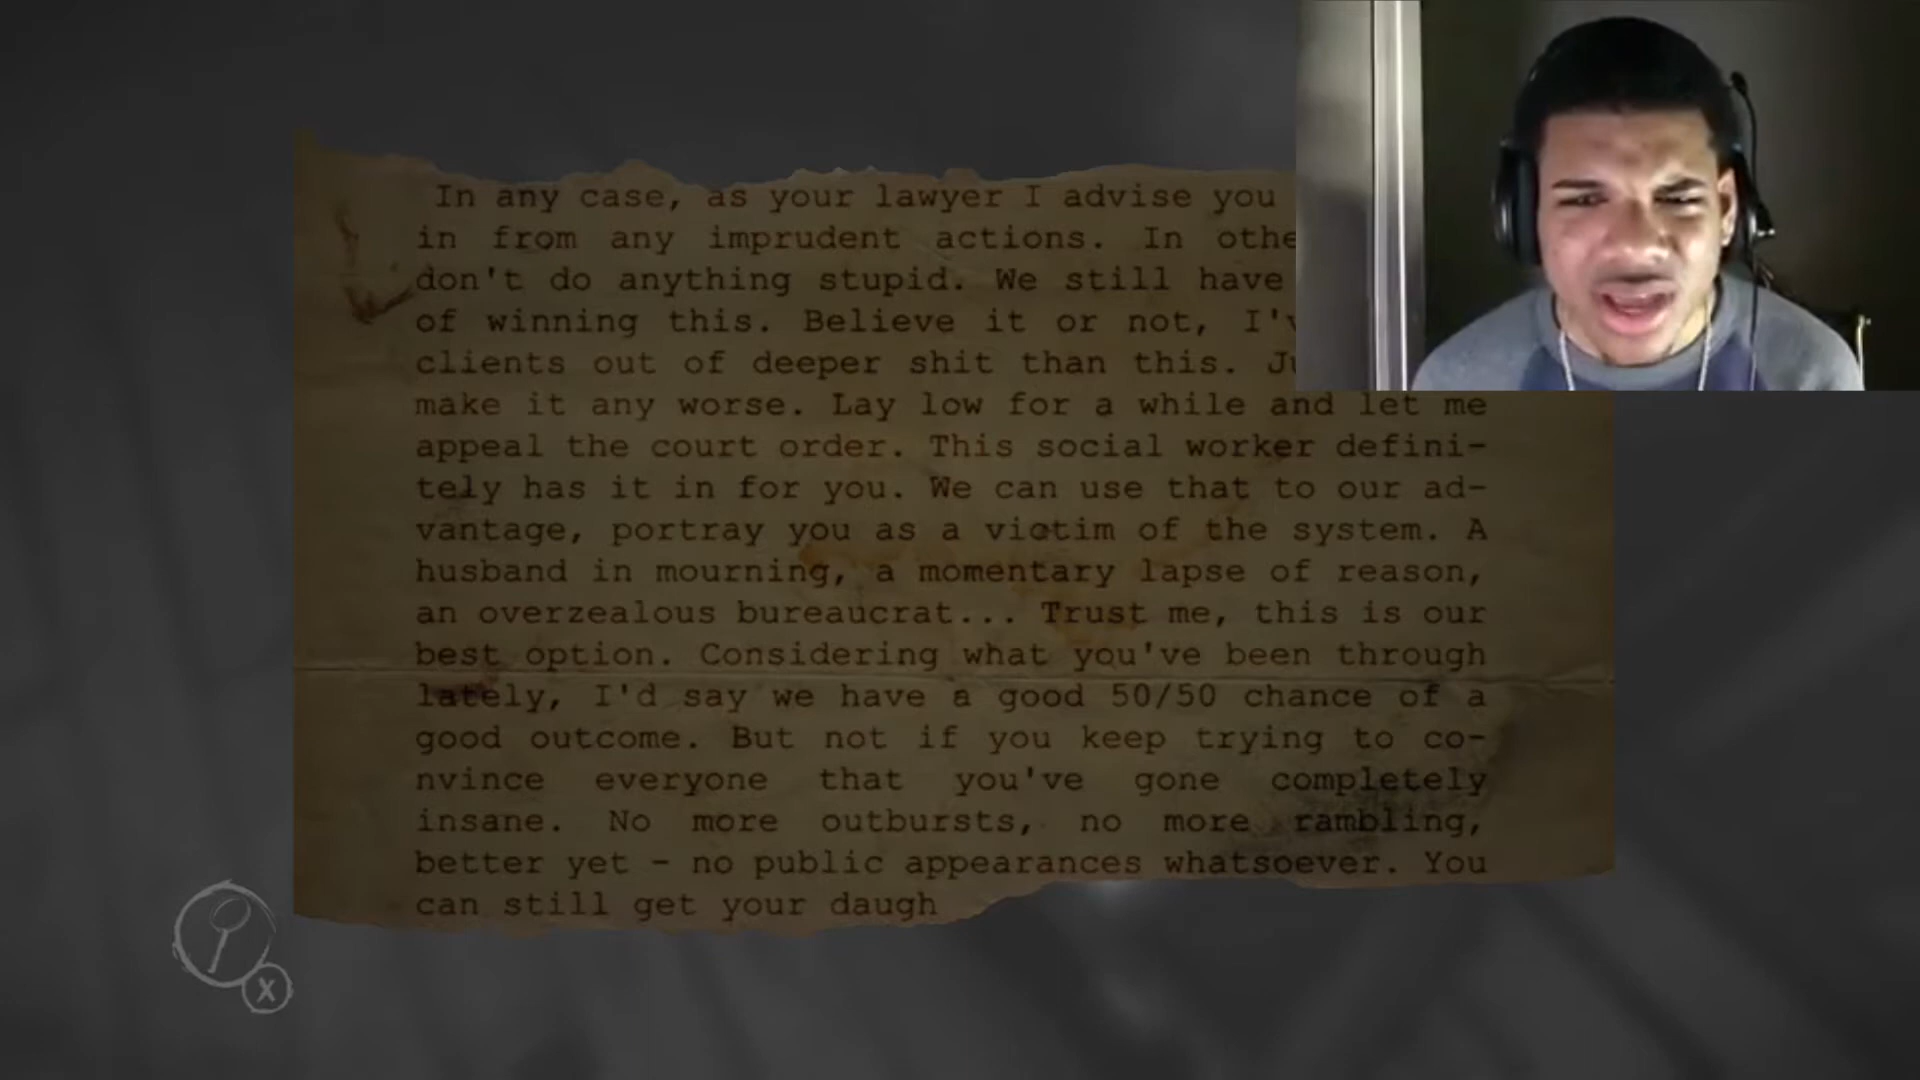 In any case, as your lawyer I advise you
in from any imprudent actions. In othe
don't do anything stupid. We still have
of winning this. Believe it or not, I'v
clients out of deeper shit than this. Ju
make it any worse. Lay low for a while and let me
appeal the court order. This social worker defini-
tely has it in for you. We can use that to our ad-
vantage, portray you as a victim of the system. A
husband in mourning, a momentary lapse of reason,
an overzealous bureaucrat... Trust me, this is our
best option. Considering what you've been through
lately, I'd say we have a good 50/50 chance of a
good outcome. But not if you keep trying to co-
nvince everyone that you've gone completely
insane. No more outbursts, no more rambling,
better yet - no public appearances whatsoever. You
can still get your daugh
X